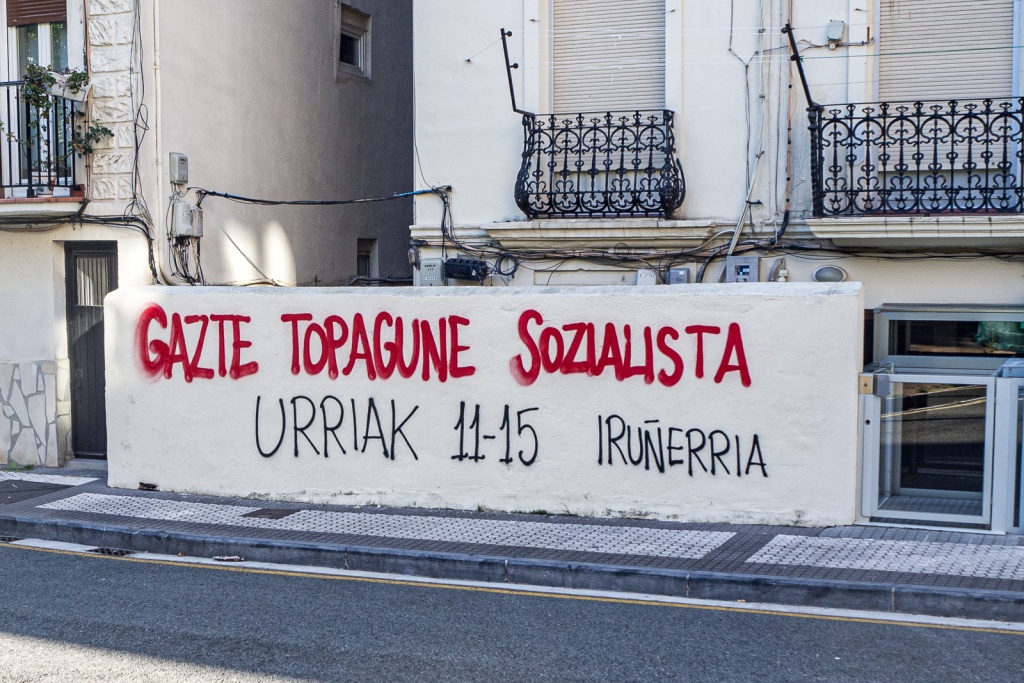 GAZTE TOPAGUNE SOZIALISTA
URRIAK 11-15 IRUÑERRIA